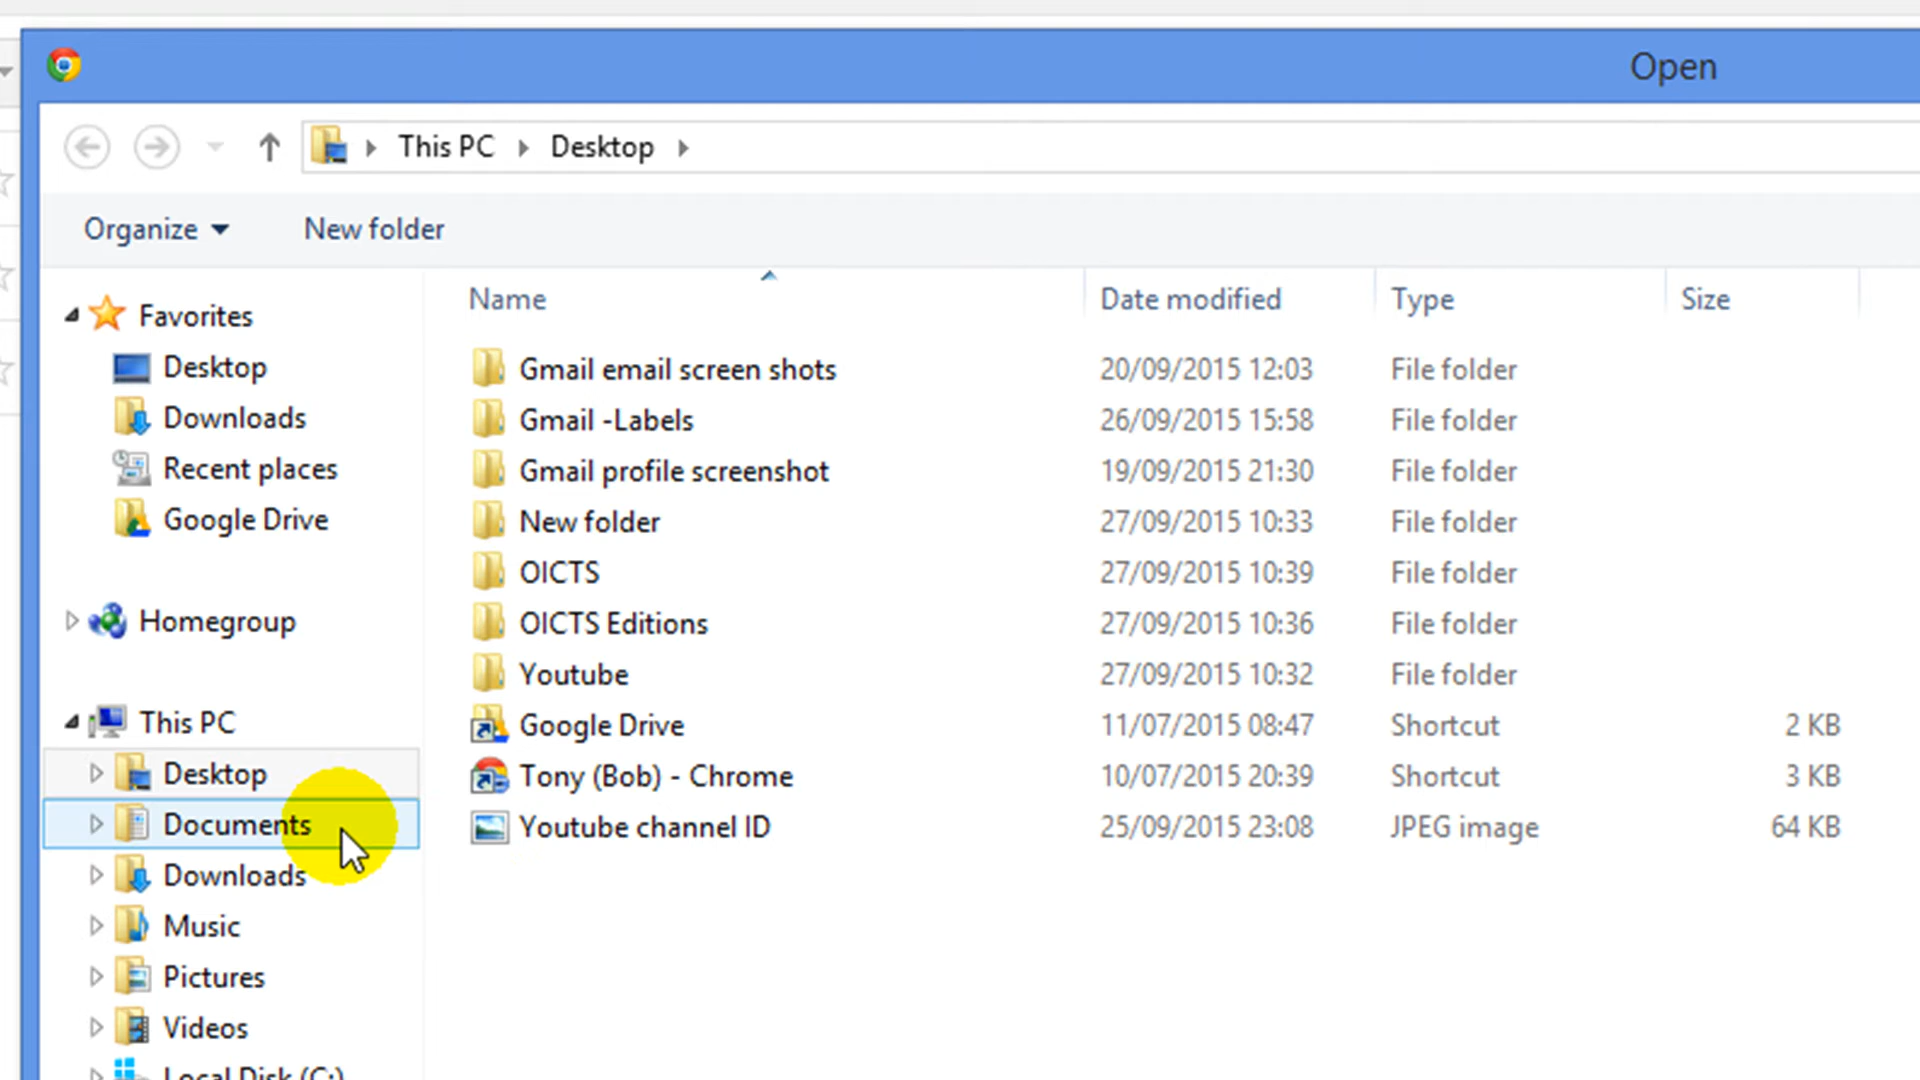 Open
This PC Desktop
Organize New folder
Name Date modified Type Size
Favorites
Desktop
Downloads
Recent places
Google Drive
Homegroup
This PC
Desktop
Documents
Downloads
Music
Pictures
Videos
Local Disk (C:)
Gmail email screen shots 20/09/2015 12:03 File folder
Gmail -Labels 26/09/2015 15:58 File folder
Gmail profile screenshot 19/09/2015 21:30 File folder
New folder 27/09/2015 10:33 File folder
OICTS 27/09/2015 10:39 File folder
OICTS Editions 27/09/2015 10:36 File folder
Youtube 27/09/2015 10:32 File folder
Google Drive 11/07/2015 08:47 Shortcut 2 KB
Tony (Bob) - Chrome 10/07/2015 20:39 Shortcut 3 KB
Youtube channel ID 25/09/2015 23:08 JPEG image 64 KB